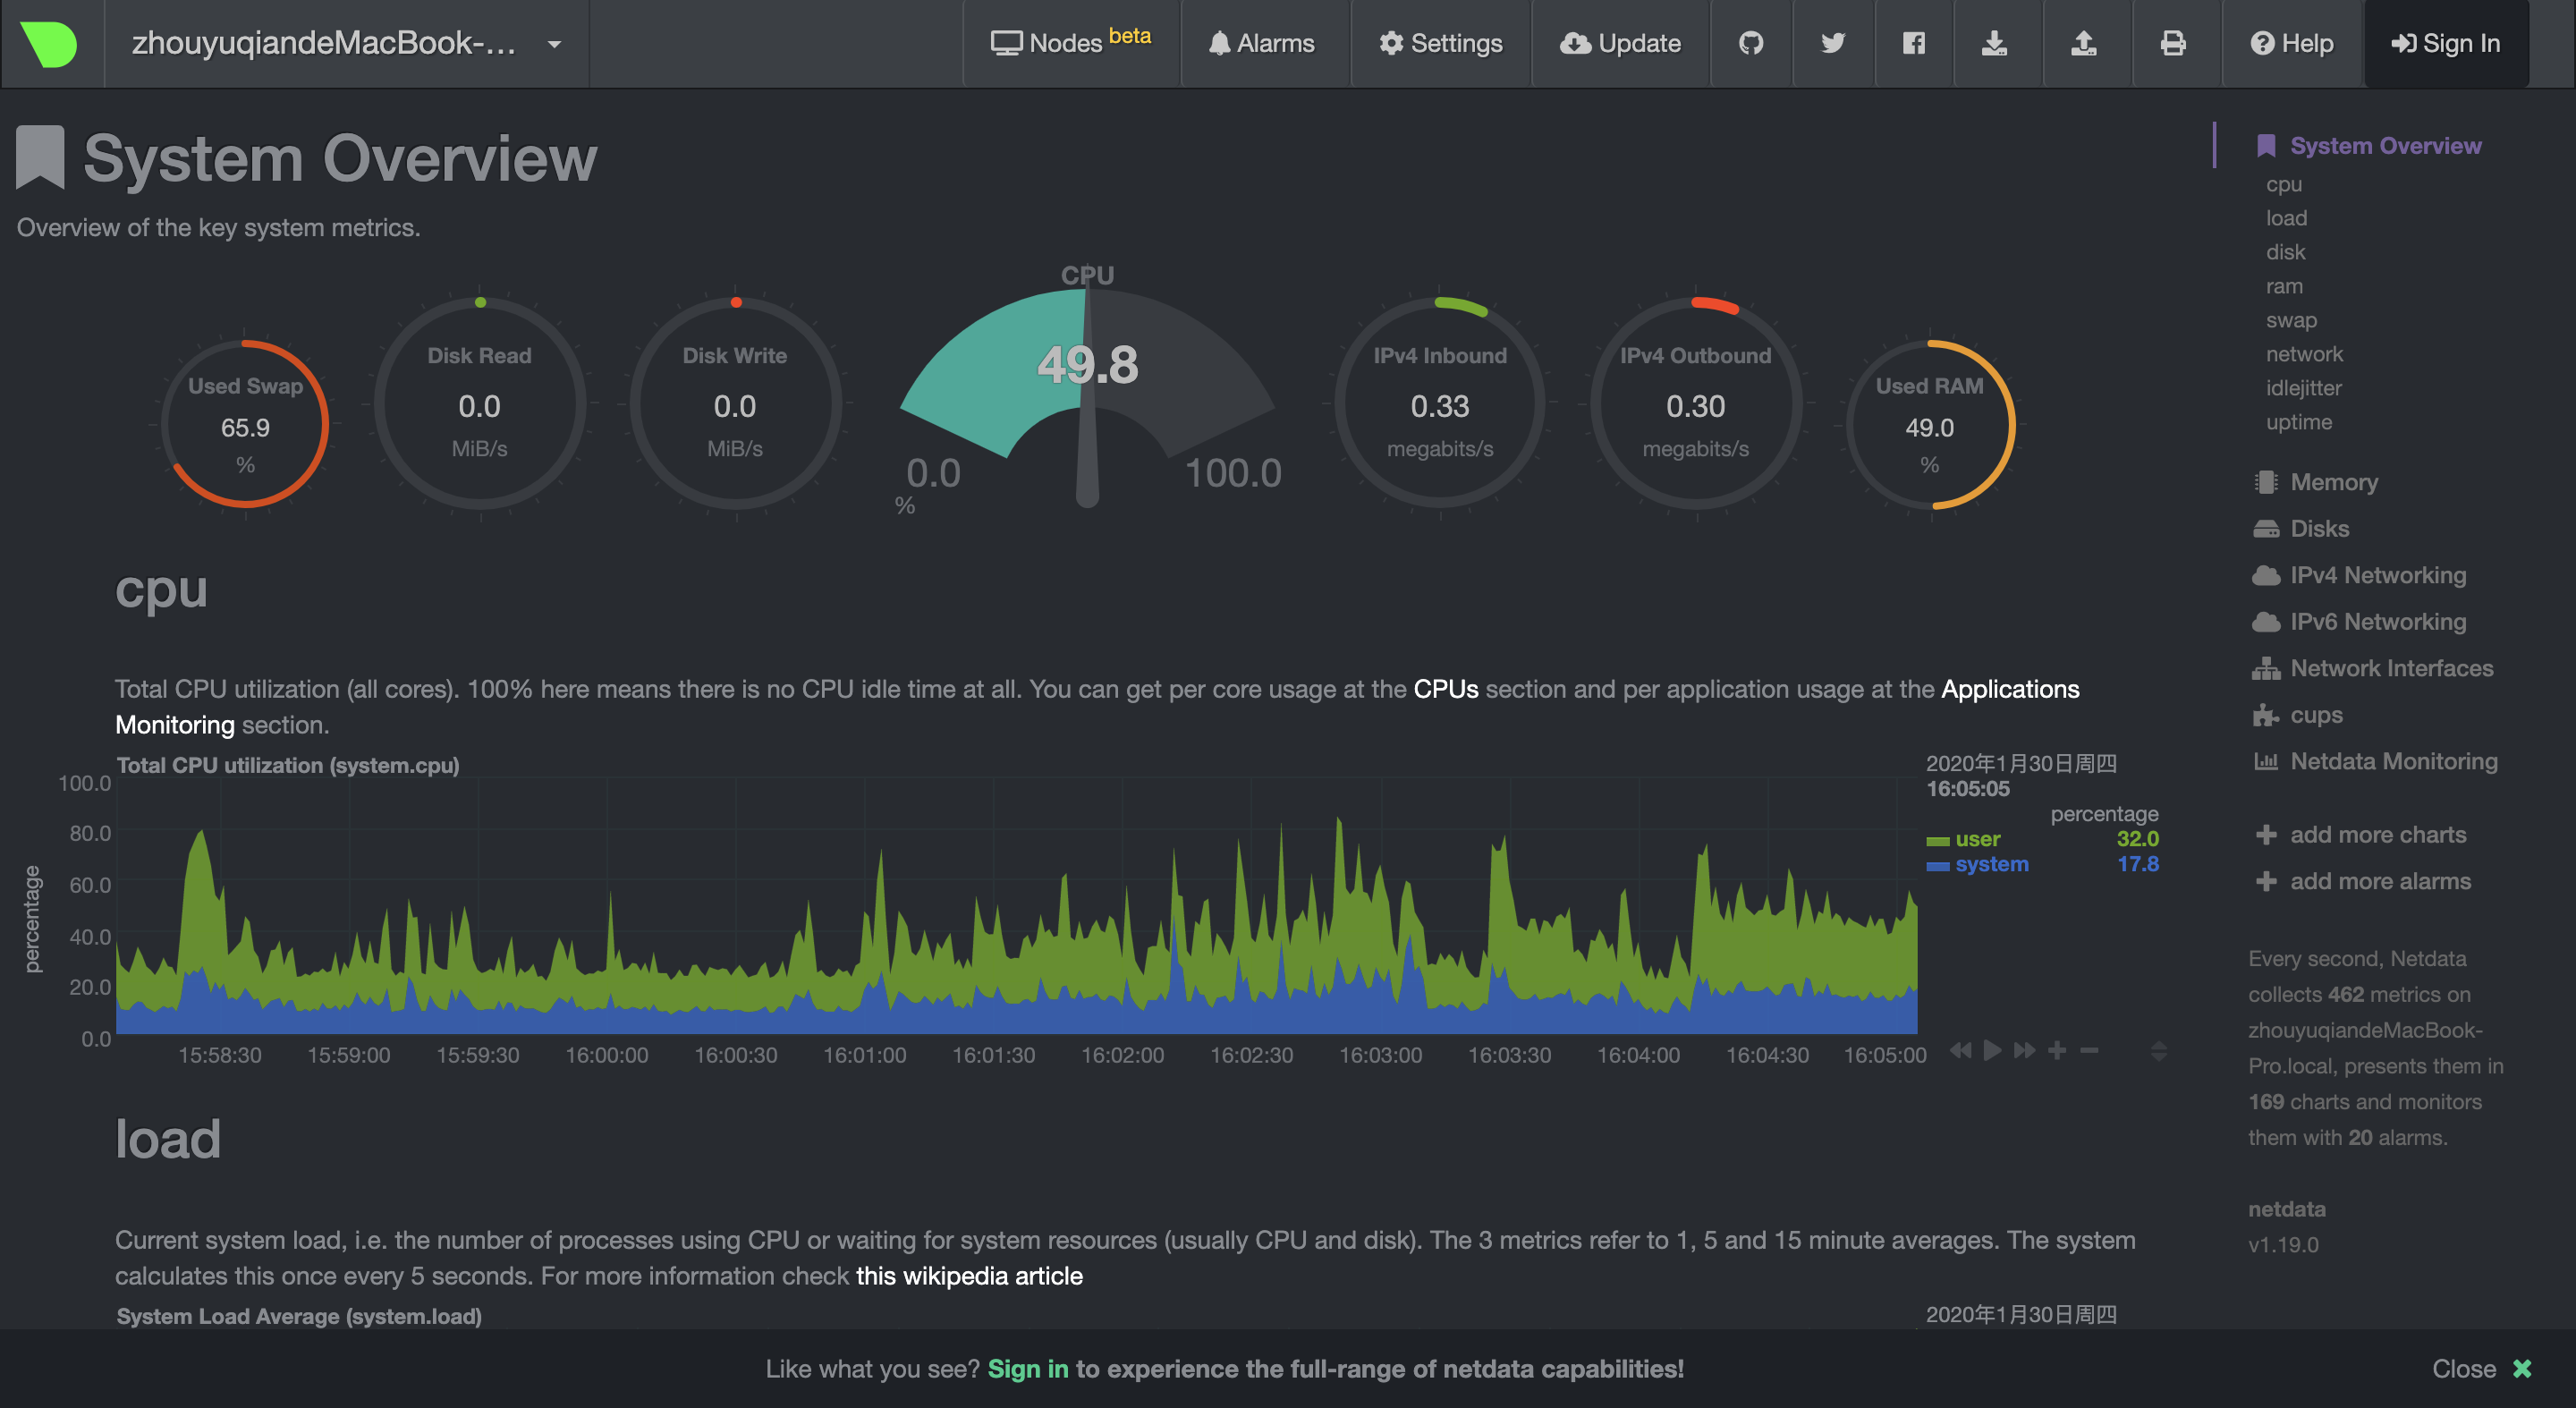 zhouyuqiandeMacBook-...
Nodes beta
Alarms
Settings
Update
Help
Sign In
System Overview
Overview of the key system metrics.
Used Swap
65.9
%
Disk Read
0.0
MiB/s
Disk Write
0.0
MiB/s
CPU
49.8
0.0
100.0
%
IPv4 Inbound
0.33
megabits/s
IPv4 Outbound
0.30
megabits/s
Used RAM
49.0
%
cpu
Total CPU utilization (all cores). 100% here means there is no CPU idle time at all. You can get per core usage at the CPUs section and per application usage at the Applications
Monitoring section.
Total CPU utilization (system.cpu)
2020年1月30日周四
16:05:05
percentage
user 32.0
system 17.8
percentage
100.0
80.0
60.0
40.0
20.0
0.0
15:58:30
15:59:00
15:59:30
16:00:00
16:00:30
16:01:00
16:01:30
16:02:00
16:02:30
16:03:00
16:03:30
16:04:00
16:04:30
16:05:00
load
Current system load, i.e. the number of processes using CPU or waiting for system resources (usually CPU and disk). The 3 metrics refer to 1, 5 and 15 minute averages. The system
calculates this once every 5 seconds. For more information check this wikipedia article
System Load Average (system.load)
2020年1月30日周四
System Overview
cpu
load
disk
ram
swap
network
idlejitter
uptime
Memory
Disks
IPv4 Networking
IPv6 Networking
Network Interfaces
cups
Netdata Monitoring
add more charts
add more alarms
Every second, Netdata
collects 462 metrics on
zhouyuqiandeMacBook-
Pro.local, presents them in
169 charts and monitors
them with 20 alarms.
netdata
v1.19.0
Like what you see? Sign in to experience the full-range of netdata capabilities!
Close